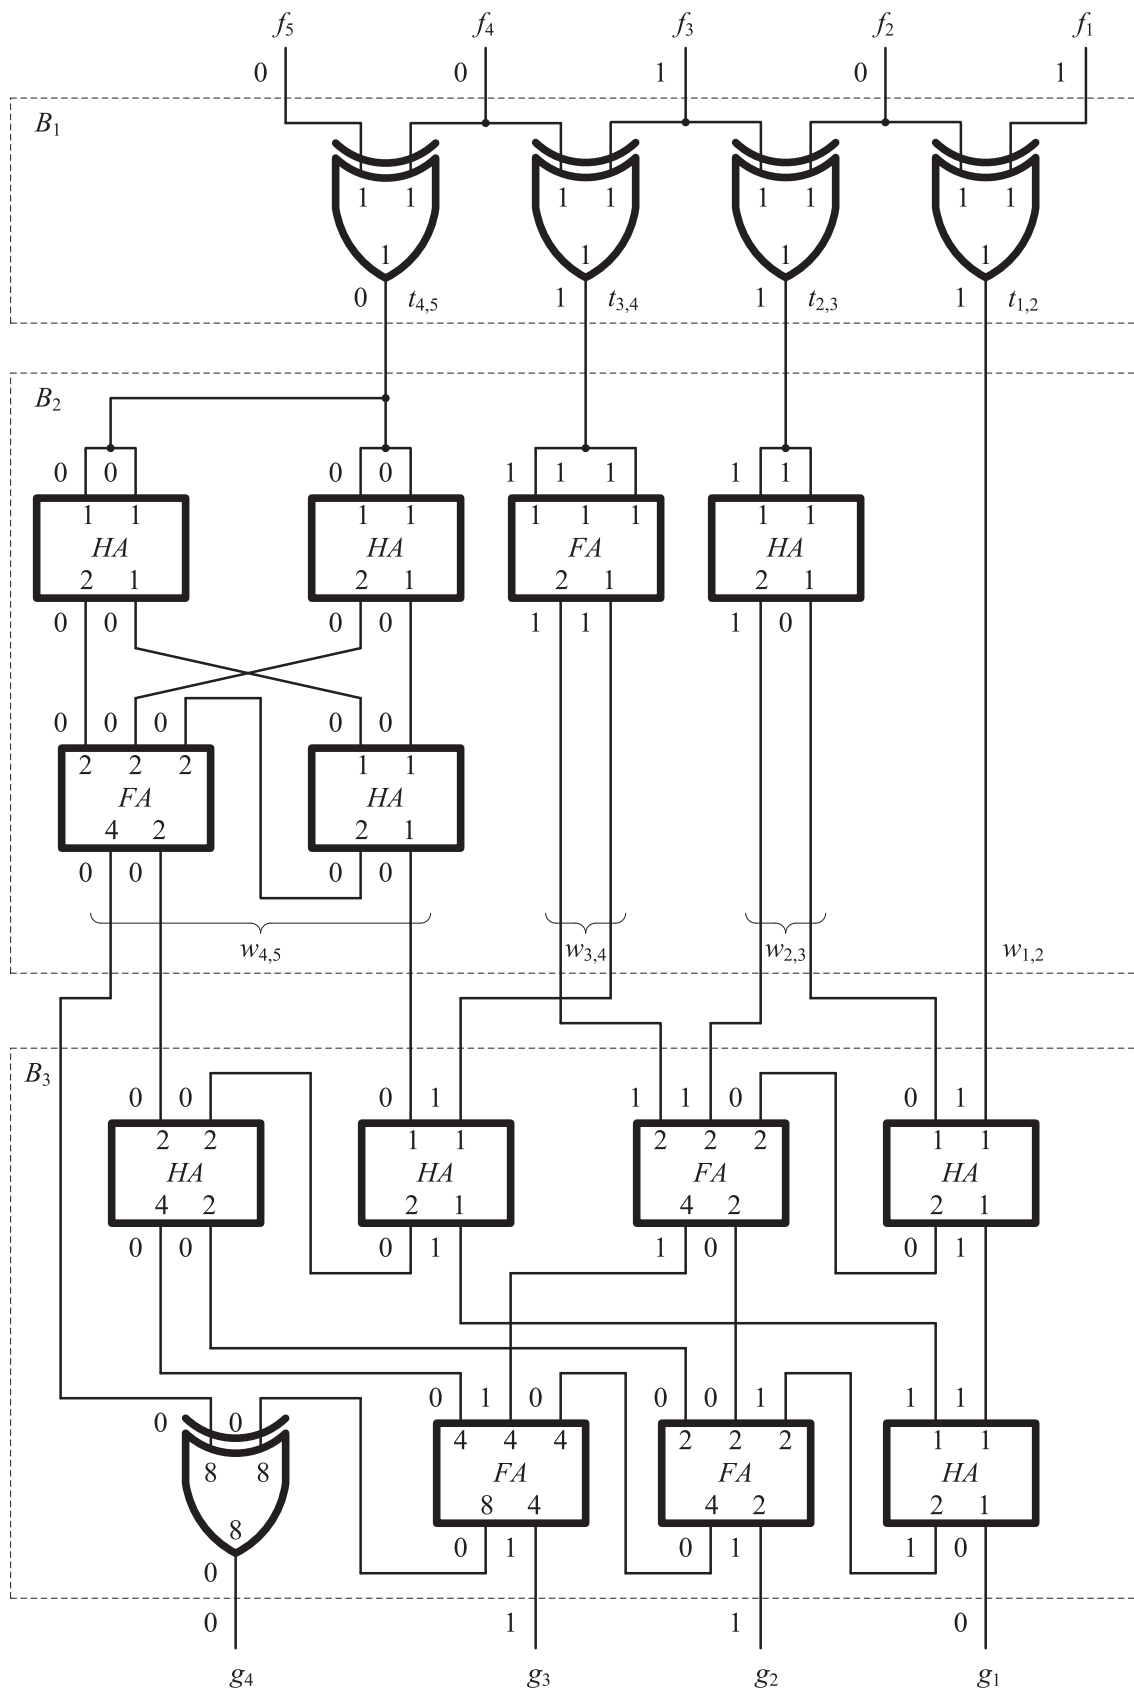 f5 f4 f3 f2 f1
0 0 1 0 1
B1
1 1 1 1 1 1 1 1
1 1 1 1
0 t4,5 1 t3,4 1 t2,3 1 t1,2
B2
0 0 0 0 1 1 1 1 1
1 1 1 1 1 1 1 1 1
HA HA FA HA
2 1 2 1 2 1 2 1
0 0 0 0 1 1 1 0
0 0 0 0 0
2 2 2 1 1
FA HA
4 2 2 1
0 0 0 0
w4,5 w3,4 w2,3 w1,2
B3
0 0 0 1 1 1 0 0 1
2 2 1 1 2 2 2 1 1
HA HA FA HA
4 2 2 1 4 2 2 1
0 0 0 1 1 0 0 1
0 1 0 0 0 1 1 1
0 0
4 4 4 2 2 2 1 1
8 8 FA FA HA
8 4 4 2 2 1
8
0 1 0 1 1 0
0
0 1 1 0
g4 g3 g2 g1